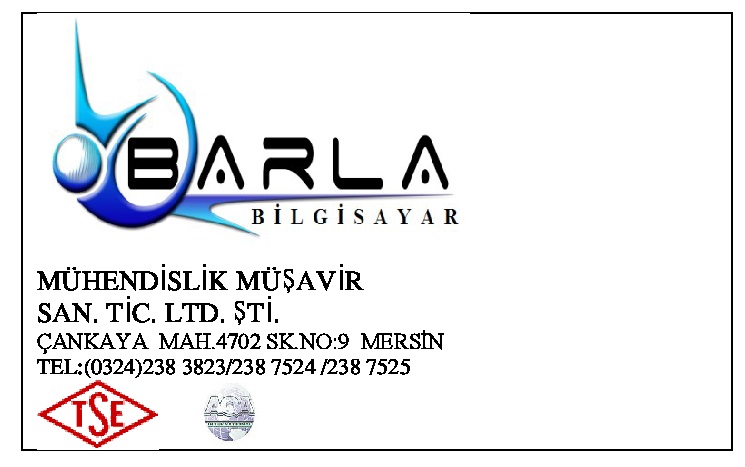 BARLA
BİLGİSAYAR
MÜHENDİSLİK MÜŞAVİR
SAN. TİC. LTD. ŞTİ.
ÇANKAYA MAH.4702 SK.NO:9 MERSİN
TEL:(0324)238 3823/238 7524 /238 7525
TSE AQA